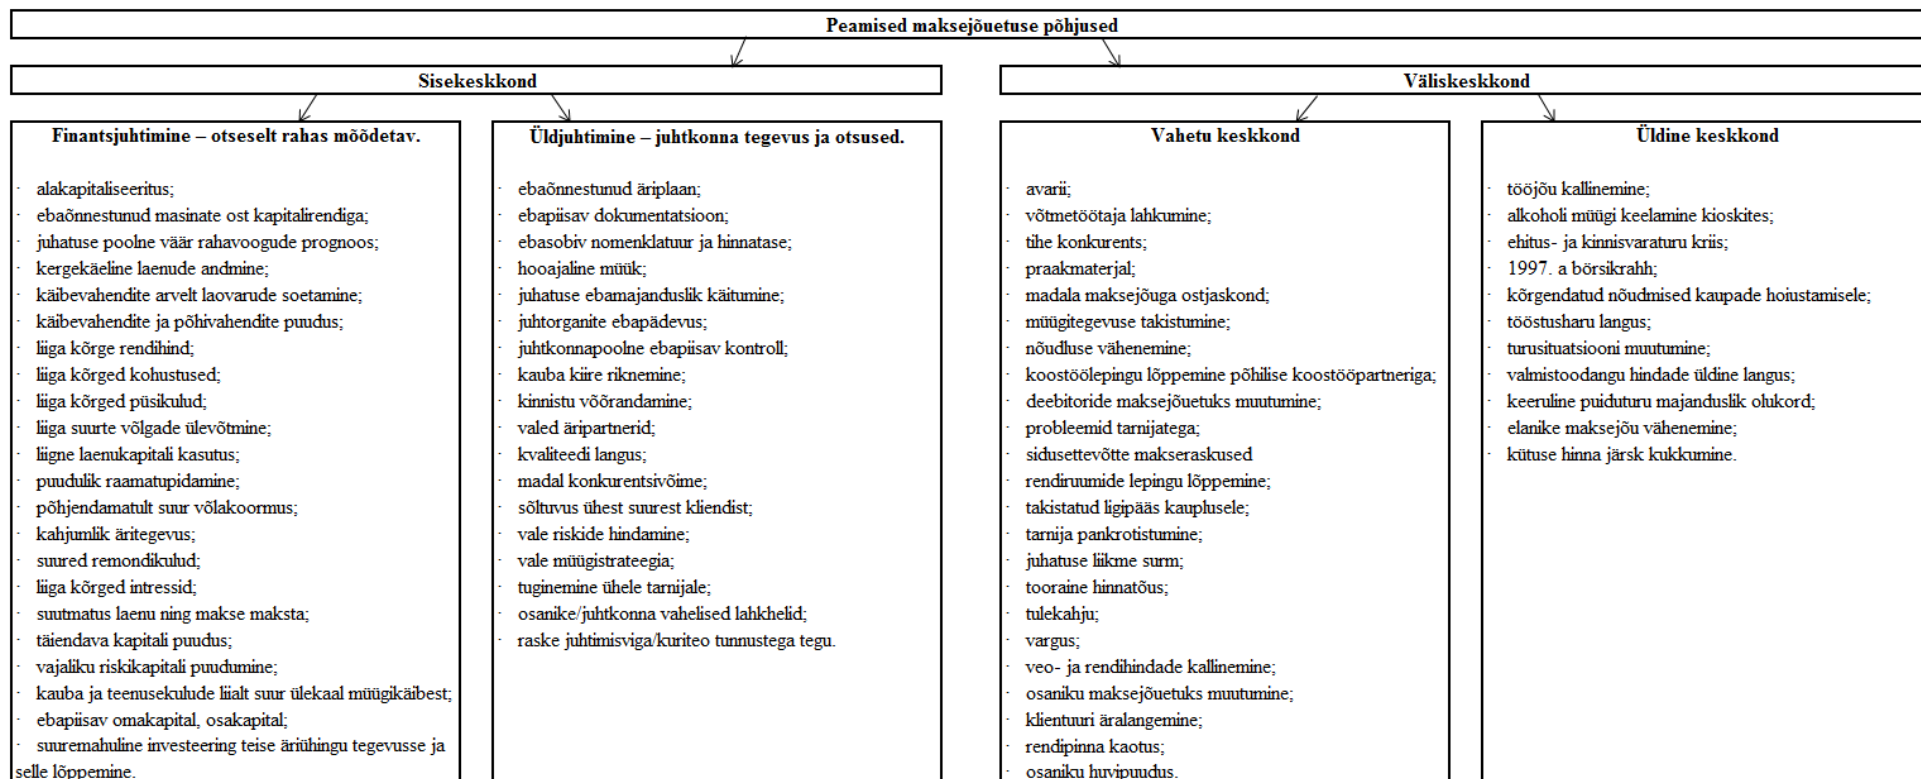 Peamised maksejõuetuse põhjused
Sisekeskkond
Väliskeskkond
Finantsjuhtimine – otseselt rahas mõõdetav.
· alakapitaliseeritus;
· ebaõnnestunud masinate ost kapitalirendiga;
· juhatuse poolne väär rahavoogude prognoos;
· kergekäeline laenude andmine;
· käibevahendite arvelt laovarude soetamine;
· käibevahendite ja põhivahendite puudus;
· liiga kõrge rendihind;
· liiga kõrged kohustused;
· liiga kõrged püsikulud;
· liiga suurte võlgade ülevõtmine;
· liigne laenukapitali kasutus;
· puudulik raamatupidamine;
· põhjendamatult suur võlakoormus;
· kahjumlik äritegevus;
· suured remondikulud;
· liiga kõrged intressid;
· suutmatus laenu ning makse maksta;
· täiendava kapitali puudus;
· vajaliku riskikapitali puudumine;
· kauba ja teenusekulude liialt suur ülekaal müügikäibest;
· ebapiisav omakapital, osakapital;
· suuremahuline investeering teise äriühingu tegevusse ja
selle lõppemine.
Üldjuhtimine – juhtkonna tegevus ja otsused.
· ebaõnnestunud äriplaan;
· ebapiisav dokumentatsioon;
· ebasobiv nomenklatuur ja hinnatase;
· hooajaline müük;
· juhatuse ebamajanduslik käitumine;
· juhtorganite ebapädevus;
· juhtkonnapoolne ebapiisav kontroll;
· kauba kiire riknemine;
· kinnistu võõrandamine;
· valed äripartnerid;
· kvaliteedi langus;
· madal konkurentsivõime;
· sõltuvus ühest suurest kliendist;
· vale riskide hindamine;
· vale müügistrateegia;
· tuginemine ühele tarnijale;
· osanike/juhtkonna vahelised lahkhelid;
· raske juhtimisviga/kuriteo tunnustega tegu.
Vahetu keskkond
· avarii;
· võtmetöötaja lahkumine;
· tihe konkurents;
· praakmaterjal;
· madala maksejõuga ostjaskond;
· müügitegevuse takistumine;
· nõudluse vähenemine;
· koostöölepingu lõppemine põhilise koostööpartneriga;
· deebitoride maksejõuetuks muutumine;
· probleemid tarnijatega;
· sidusettevõtte makseraskused
· rendiruumide lepingu lõppemine;
· takistatud ligipääs kauplusele;
· tarnija pankrotistumine;
· juhatuse liikme surm;
· tooraine hinnatõus;
· tulekahju;
· vargus;
· veo- ja rendihindade kallinemine;
· osaniku maksejõuetuks muutumine;
· klientuuri äralangemine;
· rendipinna kaotus;
· osaniku huvipuudus.
Üldine keskkond
· tööjõu kallinemine;
· alkoholi müügi keelamine kioskites;
· ehitus- ja kinnisvaraturu kriis;
· 1997. a börsikrahh;
· kõrgendatud nõudmised kaupade hoiustamisele;
· tööstusharu langus;
· turusituatsiooni muutumine;
· valmistoodangu hindade üldine langus;
· keeruline puiduturu majanduslik olukord;
· elanike maksejõu vähenemine;
· kütuse hinna järsk kukkumine.